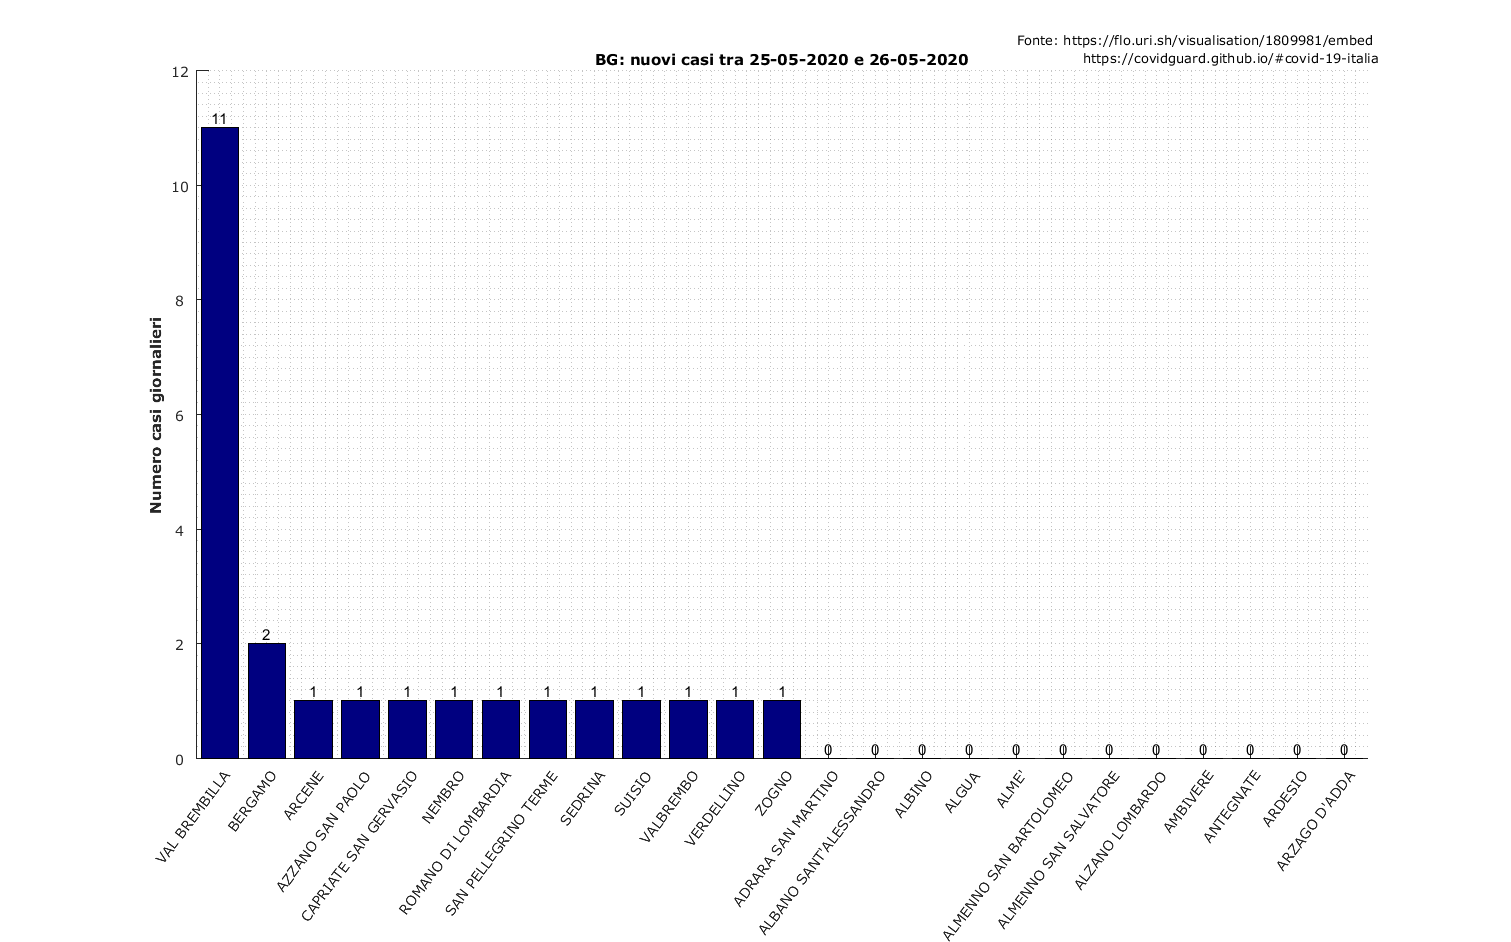 Fonte: https://flo.uri.sh/visualisation/1809981/embed
https://covidguard.github.io/#covid-19-italia
BG: nuovi casi tra 25-05-2020 e 26-05-2020
Numero casi giornalieri
12
10
8
6
4
2
0
11
2
1
1
1
1
1
1
1
1
1
1
1
0
0
0
0
0
0
0
0
0
0
0
0
VAL BREMBILLA
BERGAMO
ARCENE
AZZANO SAN PAOLO
CAPRIATE SAN GERVASIO
NEMBRO
ROMANO DI LOMBARDIA
SAN PELLEGRINO TERME
SEDRINA
SUISIO
VALBREMBO
VERDELLINO
ZOGNO
ADRARA SAN MARTINO
ALBANO SANT'ALESSANDRO
ALBINO
ALGUA
ALME'
ALMENNO SAN BARTOLOMEO
ALMENNO SAN SALVATORE
ALZANO LOMBARDO
AMBIVERE
ANTEGNATE
ARDESIO
ARZAGO D'ADDA